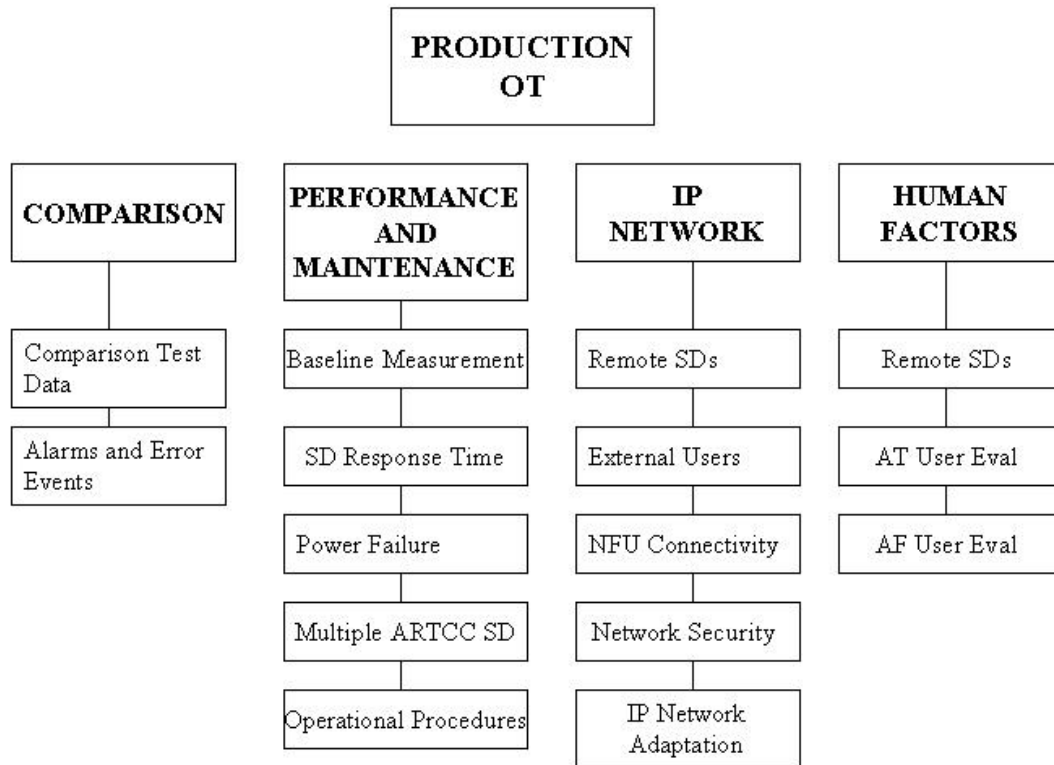 PRODUCTION
OT
COMPARISON
PERFORMANCE
AND
MAINTENANCE
IP
NETWORK
HUMAN
FACTORS
Comparison Test
Data
Alarms and Error
Events
Baseline Measurement
SD Response Time
Power Failure
Multiple ARTCC SD
Operational Procedures
Remote SDs
External Users
NFU Connectivity
Network Security
IP Network
Adaptation
Remote SDs
AT User Eval
AF User Eval